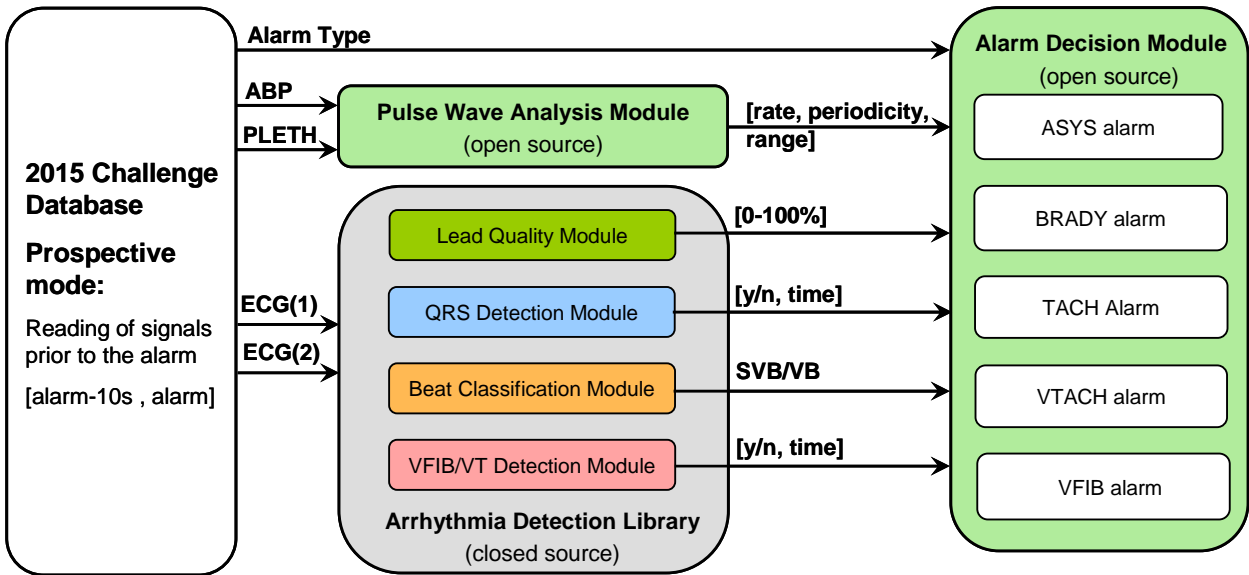 2015 Challenge
Database
Prospective
mode:
Reading of signals
prior to the alarm
[alarm-10s , alarm]
Alarm Type
ABP
PLETH
ECG(1)
ECG(2)
Pulse Wave Analysis Module
(open source)
[rate, periodicity,
range]
Lead Quality Module
[0-100%]
QRS Detection Module
[y/n, time]
Beat Classification Module
SVB/VB
VFIB/VT Detection Module
[y/n, time]
Arrhythmia Detection Library
(closed source)
Alarm Decision Module
(open source)
ASYS alarm
BRADY alarm
TACH Alarm
VTACH alarm
VFIB alarm